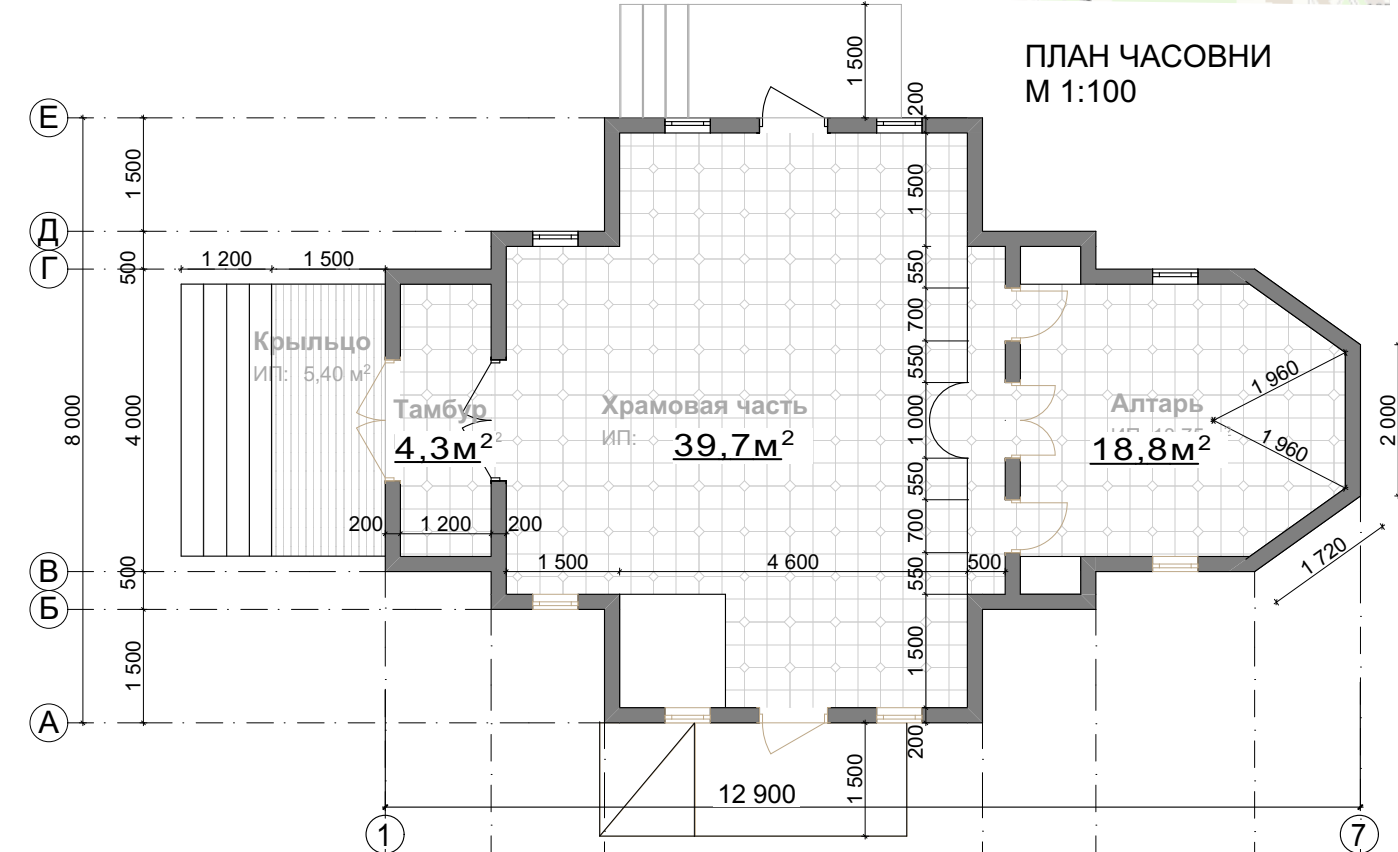 ПЛАН ЧАСОВНИ
М 1:100
1 500
200
Е
1 500
1 500
Д
Г
500
1 200
1 500
550
700
550
1 000
550
700
550
1 500
200
8 000
4 000
Крыльцо
ИП: 5,40 м²
Тамбур
4,3м²
Храмовая часть
ИП:
39,7м²
Алтарь
18,8м²
1 960
1 960
2 000
1 720
200
1 200
200
1 500
4 600
500
В
500
Б
1 500
А
1 500
12 900
1
7